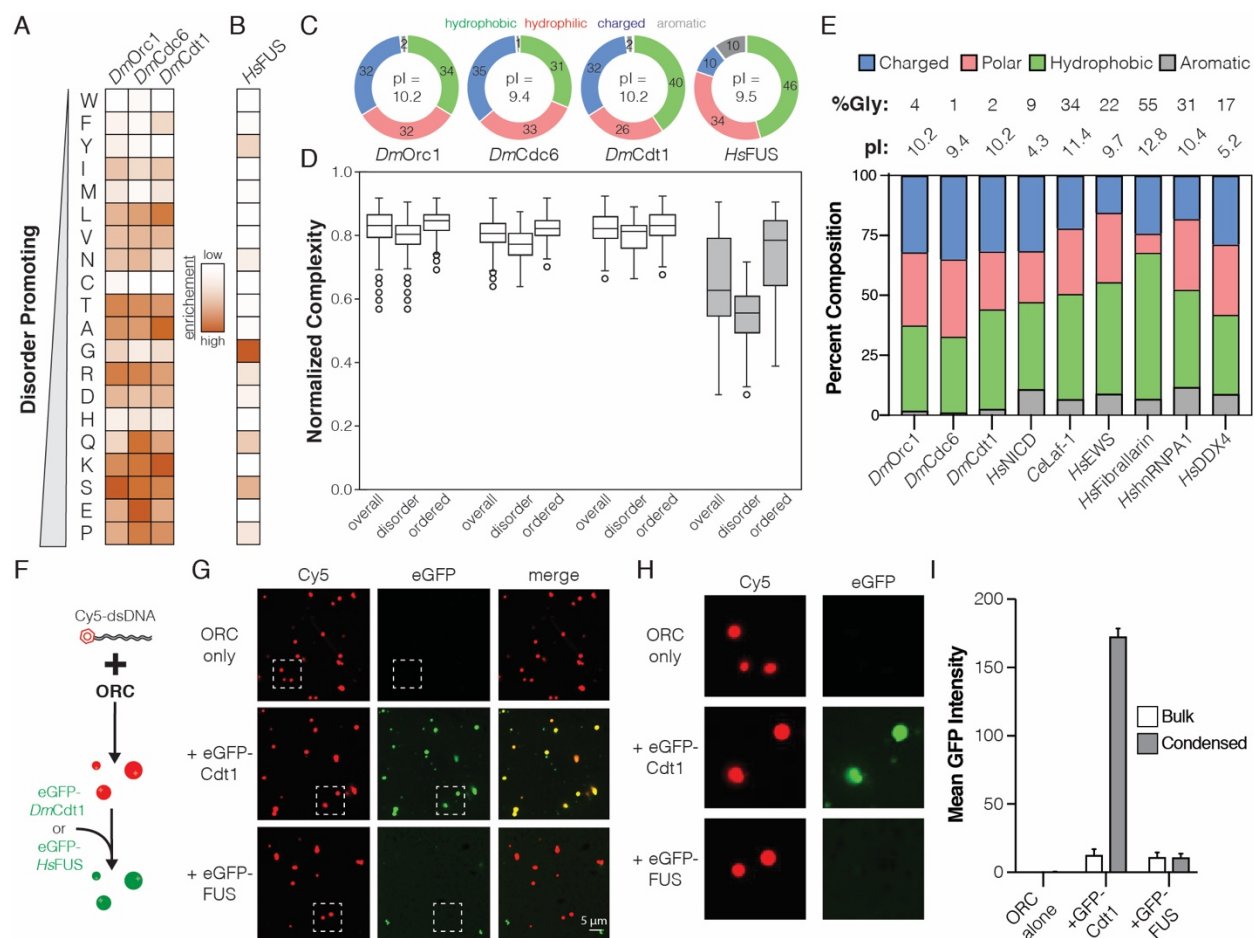 A
DmOrc1
DmCdc6
DmCdt1
Disorder Promoting
W
F
Y
I
M
L
V
N
C
T
A
G
R
D
H
Q
K
S
E
P
enrichement
low
high
B
HsFUS
C
hydrophobic hydrophilic charged aromatic
2
32
34
32
pI =
10.2
DmOrc1
1
35
31
33
pI =
9.4
DmCdc6
2
32
40
26
pI =
10.2
DmCdt1
10
10
46
34
pI =
9.5
HsFUS
D
Normalized Complexity
1.0
0.8
0.6
0.4
0.2
0.0
overall
disorder
ordered
overall
disorder
ordered
overall
disorder
ordered
overall
disorder
ordered
E
Charged Polar Hydrophobic Aromatic
%Gly: 4 1 2 9 34 22 55 31 17
pI: 10.2 9.4 10.2 4.3 11.4 9.7 12.8 10.4 5.2
Percent Composition
100
75
50
25
0
DmOrc1
DmCdc6
DmCdt1
HsNICD
CeLaf-1
HsEWS
HsFibrallarin
HshnRNPA1
HsDDX4
F
Cy5-dsDNA
+
ORC
eGFP-
DmCdt1
or
eGFP-
HsFUS
G
Cy5 eGFP merge
ORC
only
+ eGFP-
Cdt1
+ eGFP-
FUS
5 µm
H
Cy5 eGFP
ORC
only
+ eGFP-
Cdt1
+ eGFP-
FUS
I
Mean GFP Intensity
200
150
100
50
0
Bulk
Condensed
ORC
alone
+GFP-
Cdt1
+GFP-
FUS